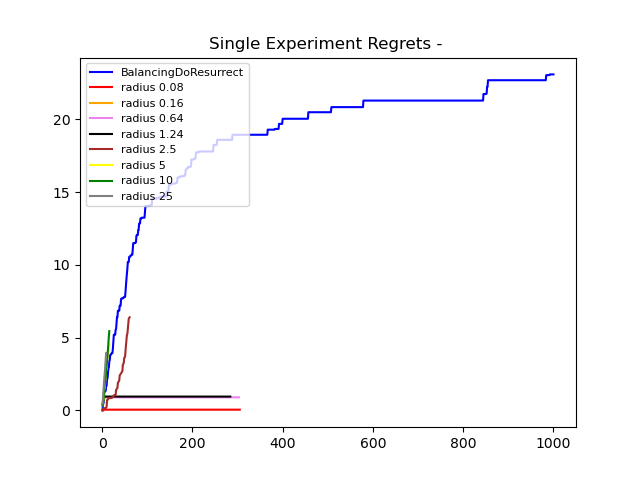 Single Experiment Regrets -
BalancingDoResurrect
radius 0.08
radius 0.16
radius 0.64
radius 1.24
radius 2.5
radius 5
radius 10
radius 25
20
15
10
5
0
0 200 400 600 800 1000